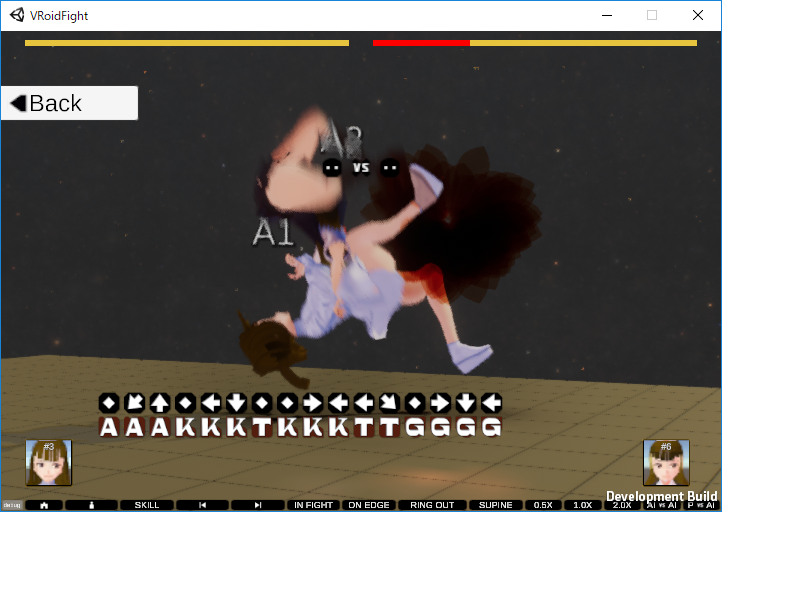 VRoidFight
Back
A2
VS
A1
A A A K K K T K K K T T G G G G
#3
#6
Development Build
debug SKILL IN FIGHT ON EDGE RING OUT SUPINE 0.5X 1.0X 2.0X AI vs AI P vs AI